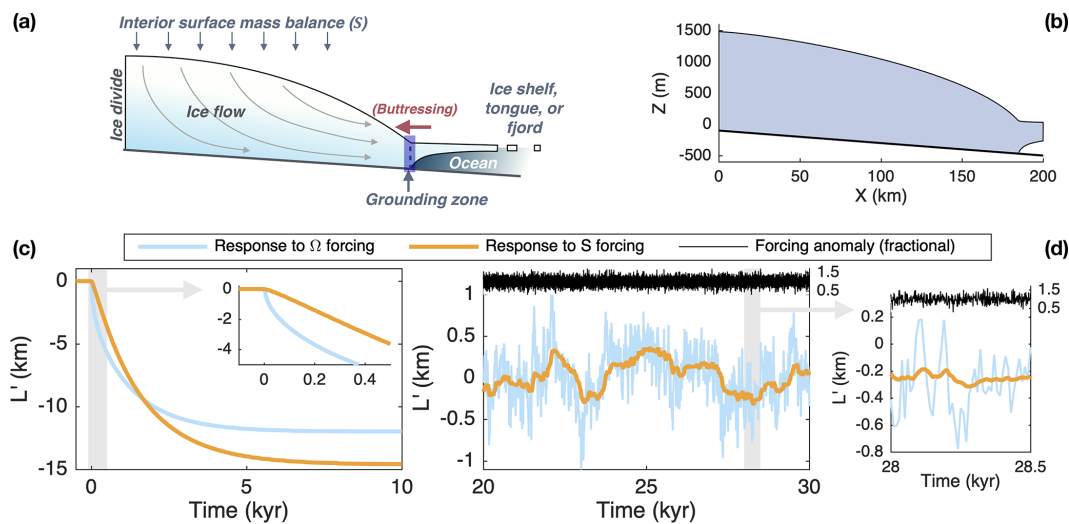 (a)
Interior surface mass balance (S)
Ice divide
Ice flow
(Buttressing)
Ice shelf,
tongue, or
fjord
Ocean
Grounding zone
(b)
Z (m)
1500
1000
500
0
-500
0
50
100
150
200
X (km)
Response to Ω forcing
Response to S forcing
Forcing anomaly (fractional)
(c)
L' (km)
0
-5
-10
-15
0
5
10
Time (kyr)
0
-2
-4
0
0.2
0.4
L' (km)
1
0.5
0
-0.5
-1
1.5
0.5
20
25
30
Time (kyr)
(d)
1.5
0.5
L' (km)
0.2
0
-0.2
-0.4
-0.6
-0.8
28
28.5
Time (kyr)